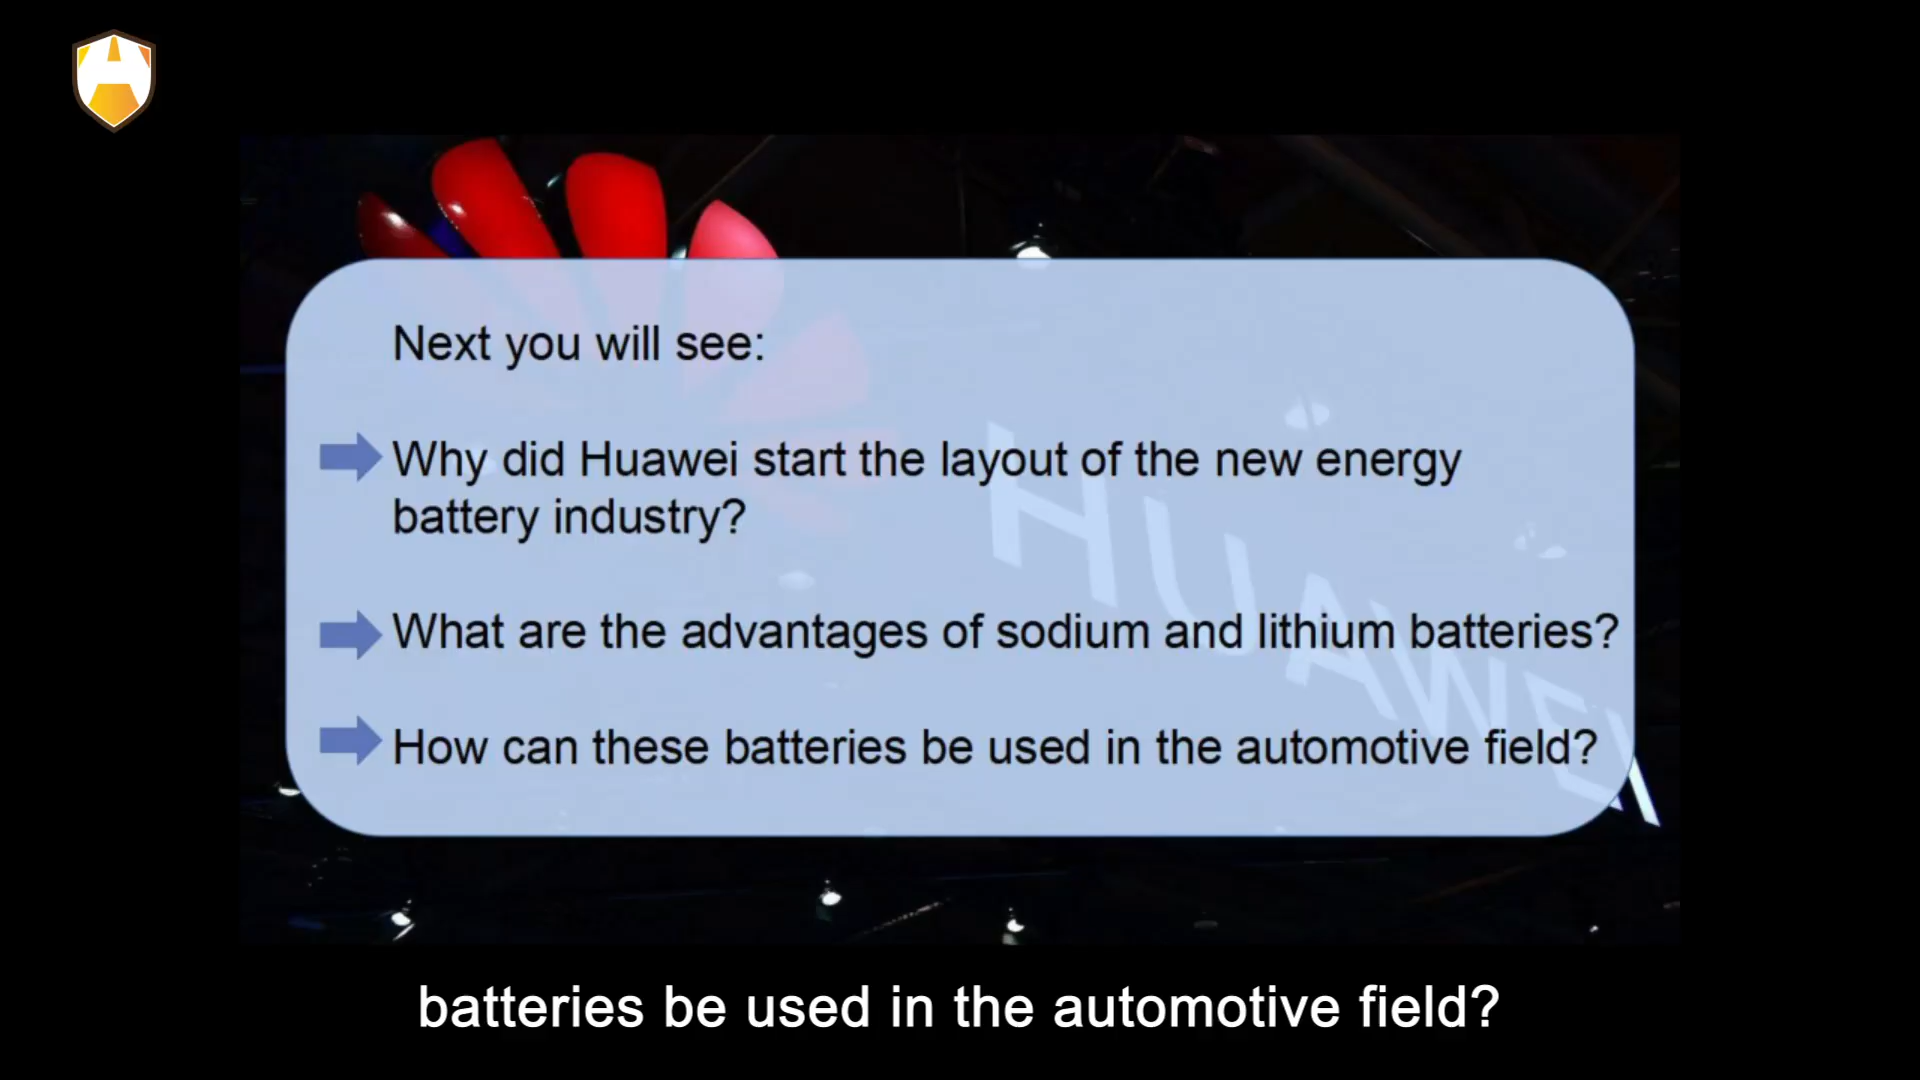 Next you will see:
Why did Huawei start the layout of the new energy
battery industry?
What are the advantages of sodium and lithium batteries?
How can these batteries be used in the automotive field?
HUAWEI
batteries be used in the automotive field?